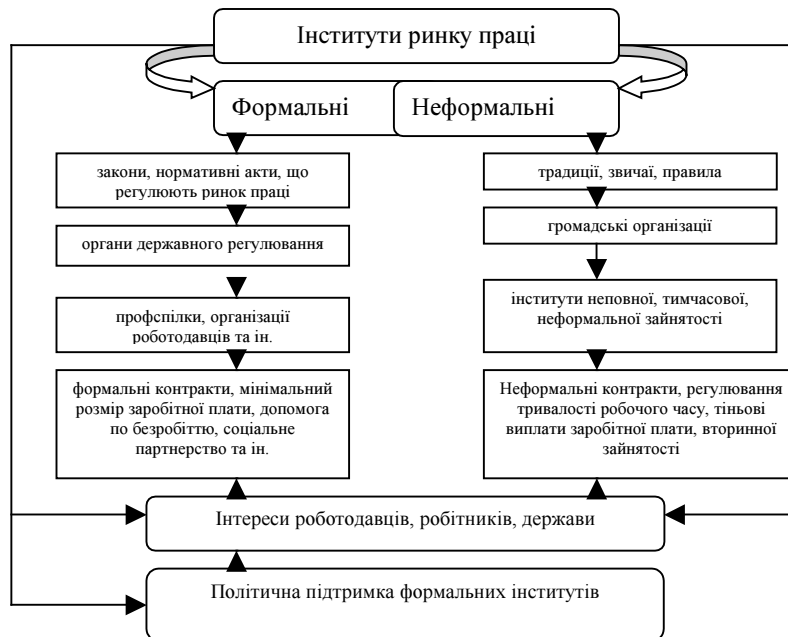 Інститути ринку праці
Формальні
Неформальні
закони, нормативні акти, що
регулюють ринок праці
органи державного регулювання
профспілки, організації
роботодавців та ін.
формальні контракти, мінімальний
розмір заробітної плати, допомога
по безробіттю, соціальне
партнерство та ін.
традиції, звичаї, правила
громадські організації
інститути неповної, тимчасової,
неформальної зайнятості
Неформальні контракти, регулювання
тривалості робочого часу, тіньові
виплати заробітної плати, вторинної
зайнятості
Інтереси роботодавців, робітників, держави
Політична підтримка формальних інститутів